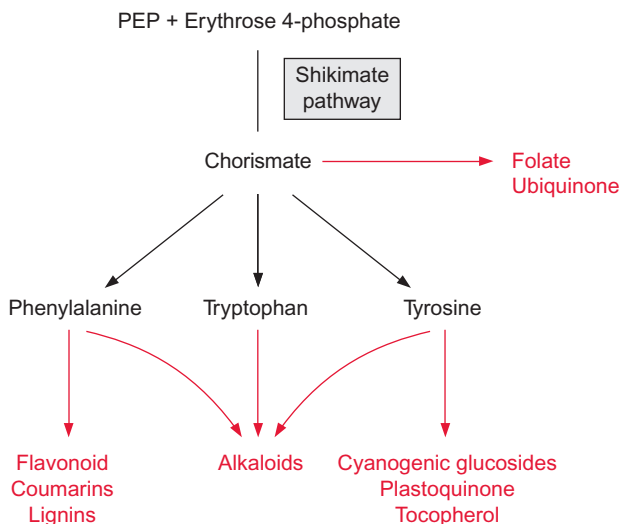 PEP + Erythrose 4-phosphate
Shikimate
pathway
Chorismate
Folate
Ubiquinone
Phenylalanine
Tryptophan
Tyrosine
Flavonoid
Coumarins
Lignins
Alkaloids
Cyanogenic glucosides
Plastoquinone
Tocopherol